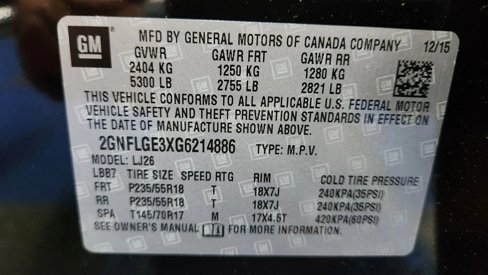 GM
MFD BY GENERAL MOTORS OF CANADA COMPANY 12/15
GVWR GAWR FRT GAWR RR
2404 KG 1250 KG 1280 KG
5300 LB 2755 LB 2821 LB
THIS VEHICLE CONFORMS TO ALL APPLICABLE U.S. FEDERAL MOTOR
VEHICLE SAFETY AND THEFT PREVENTION STANDARDS IN EFFECT ON
THE DATE OF MANUFACTURE SHOWN ABOVE.
2GNFLGE3XG6214886 TYPE: M.P.V.
MODEL: LJ26
LBB7 TIRE SIZE SPEED RTG RIM COLD TIRE PRESSURE
FRT P235/55R18 T 18X7J 240KPA(35PSI)
RR P235/55R18 T 18X7J 240KPA(35PSI)
SPA T145/70R17 M 17X4.5T 420KPA(60PSI)
SEE OWNER'S MANUAL FOR MORE INFORMATION.